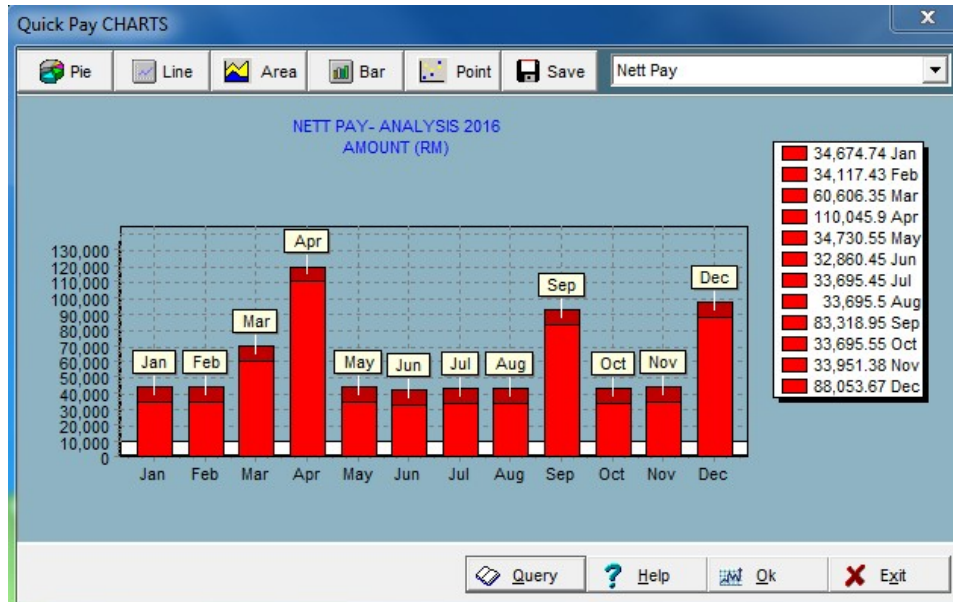 Quick Pay CHARTS
X
Pie Line Area Bar Point Save Nett Pay
NETT PAY- ANALYSIS 2016
AMOUNT (RM)
34,674.74 Jan
34,117.43 Feb
60,606.35 Mar
110,045.9 Apr
34,730.55 May
32,860.45 Jun
33,695.45 Jul
33,695.5 Aug
83,318.95 Sep
33,695.55 Oct
33,951.38 Nov
88,053.67 Dec
130,000
120,000
110,000
100,000
90,000
80,000
70,000
60,000
50,000
40,000
30,000
20,000
10,000
0
Jan Feb Mar Apr May Jun Jul Aug Sep Oct Nov Dec
Jan Feb Mar Apr May Jun Jul Aug Sep Oct Nov Dec
Query Help Ok Exit